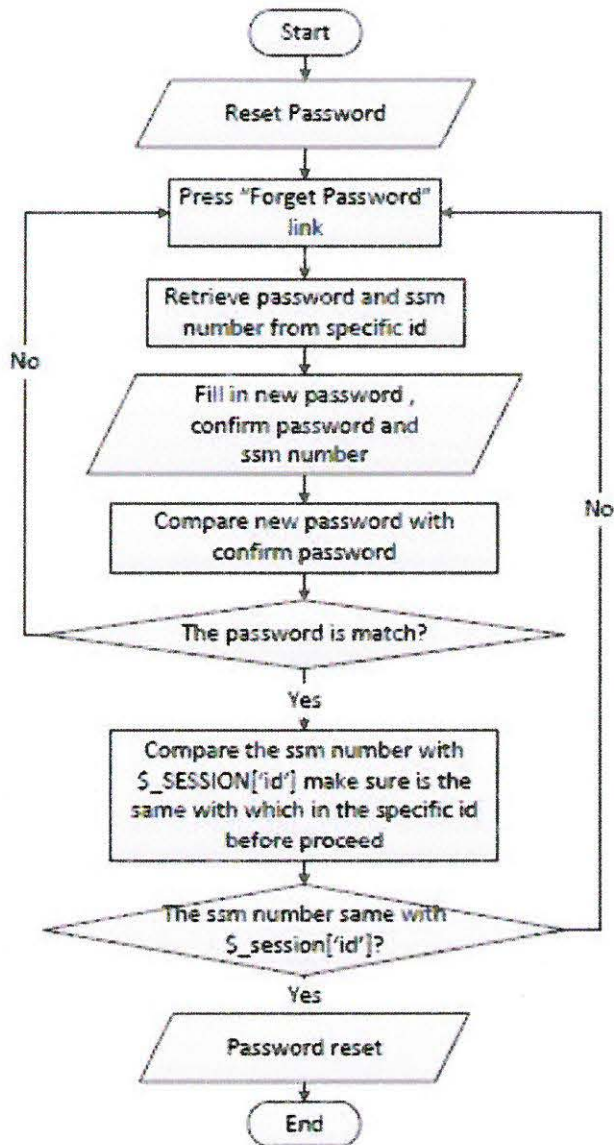 Start
Reset Password
Press "Forget Password"
link
Retrieve password and ssm
number from specific id
No
Fill in new password ,
confirm password and
ssm number
No
Compare new password with
confirm password
The password is match?
Yes
Compare the ssm number with
$_SESSION['id'] make sure is the
same with which in the specific id
before proceed
The ssm number same with
$_session['id']?
Yes
Password reset
End